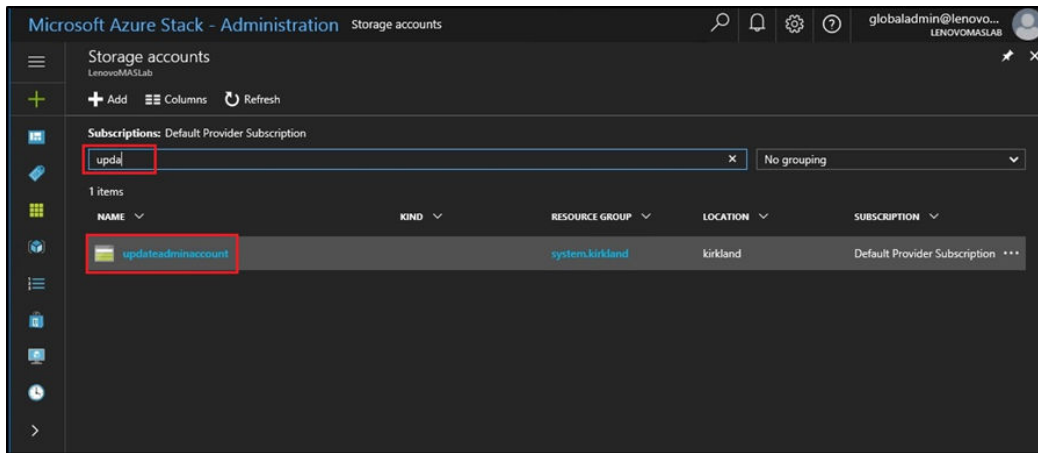 Microsoft Azure Stack - Administration Storage accounts globaladmin@lenovo...
LENOVOMASLAB
Storage accounts
LenovoMASLab
Add Columns Refresh
Subscriptions: Default Provider Subscription
upda No grouping
1 items
NAME KIND RESOURCE GROUP LOCATION SUBSCRIPTION
updateadminaccount system.kirkland kirkland Default Provider Subscription